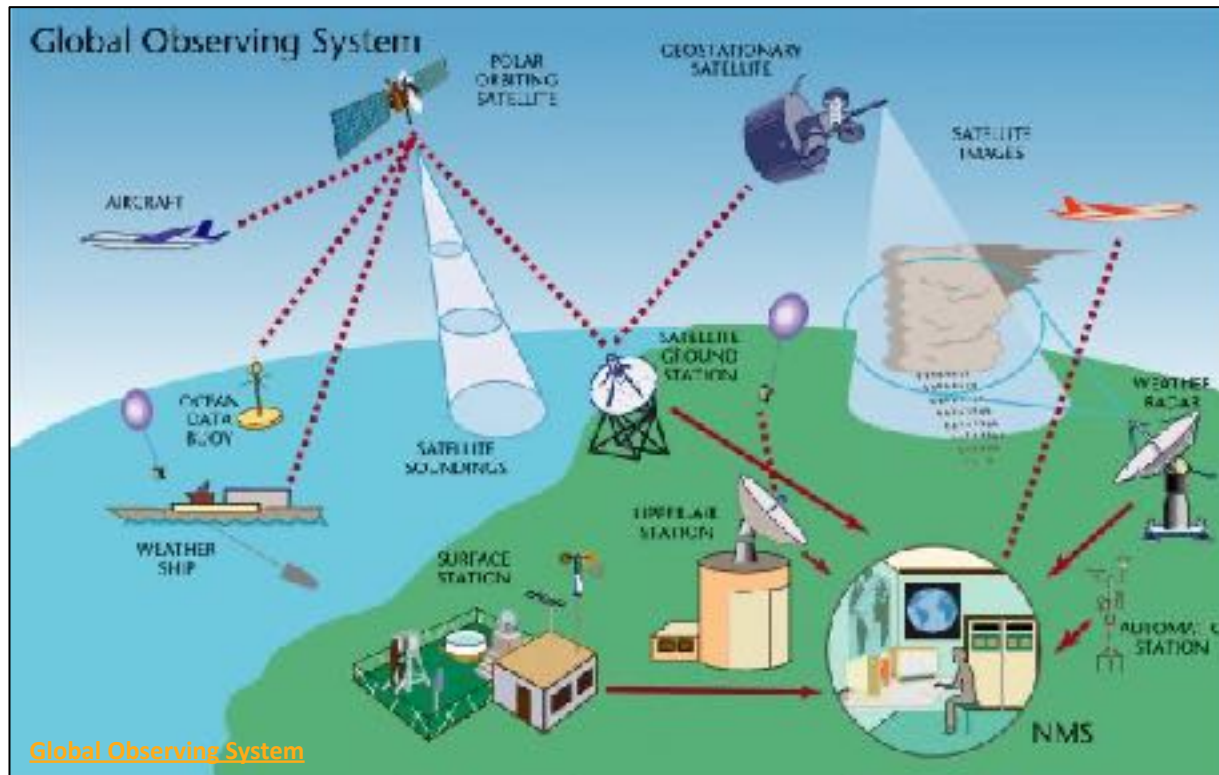 Global Observing System
POLAR
ORBITING
SATELLITE
GEOSTATIONARY
SATELLITE
SATELLITE
IMAGES
AIRCRAFT
SATELLITE
GROUND
STATION
OCEAN
DATA
BUOY
WEATHER
RADAR
SATELLITE
SOUNDINGS
UPPER-AIR
STATION
WEATHER
SHIP
SURFACE
STATION
AUTOMATIC
STATION
NMS
Global Observing System